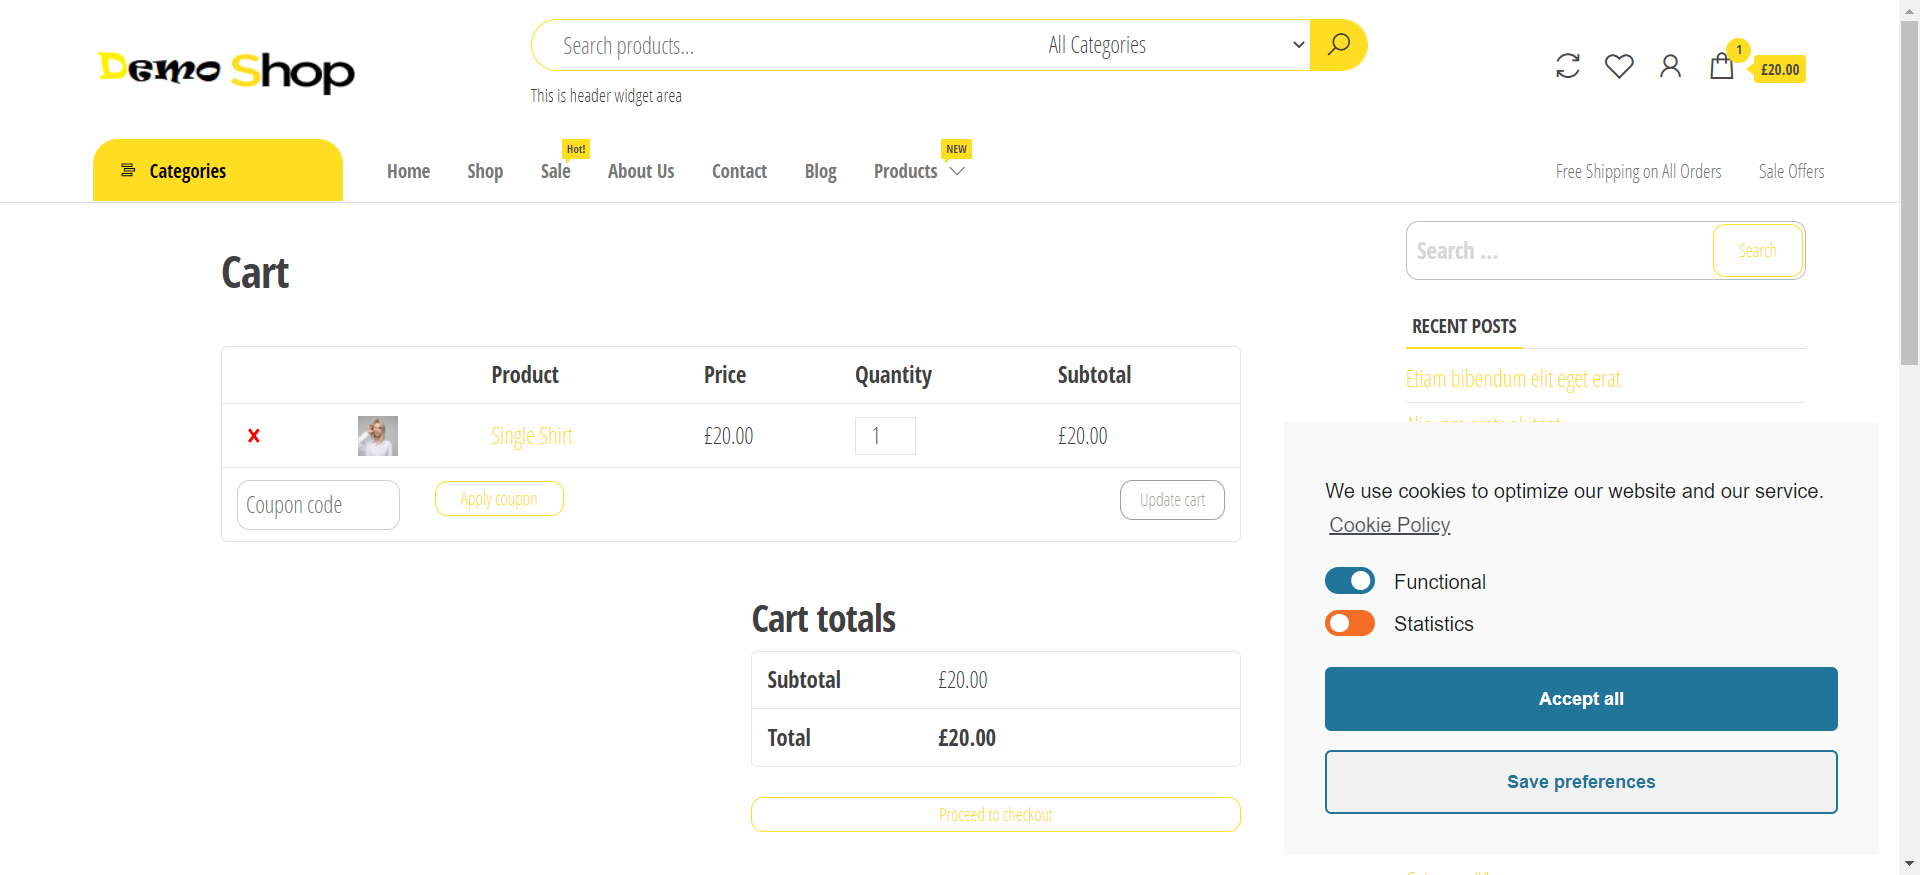 Demo Shop
Search products...
All Categories
1
£20.00
This is header widget area
Categories
Home
Shop
Hot!
Sale
About Us
Contact
Blog
NEW
Products
Free Shipping on All Orders
Sale Offers
Cart
Product Price Quantity Subtotal
x Single Shirt £20.00 1 £20.00
Coupon code
Apply coupon
Update cart
Cart totals
Subtotal £20.00
Total £20.00
Proceed to checkout
Search ...
Search
RECENT POSTS
Etiam bibendum elit eget erat
We use cookies to optimize our website and our service.
Cookie Policy
Functional
Statistics
Accept all
Save preferences